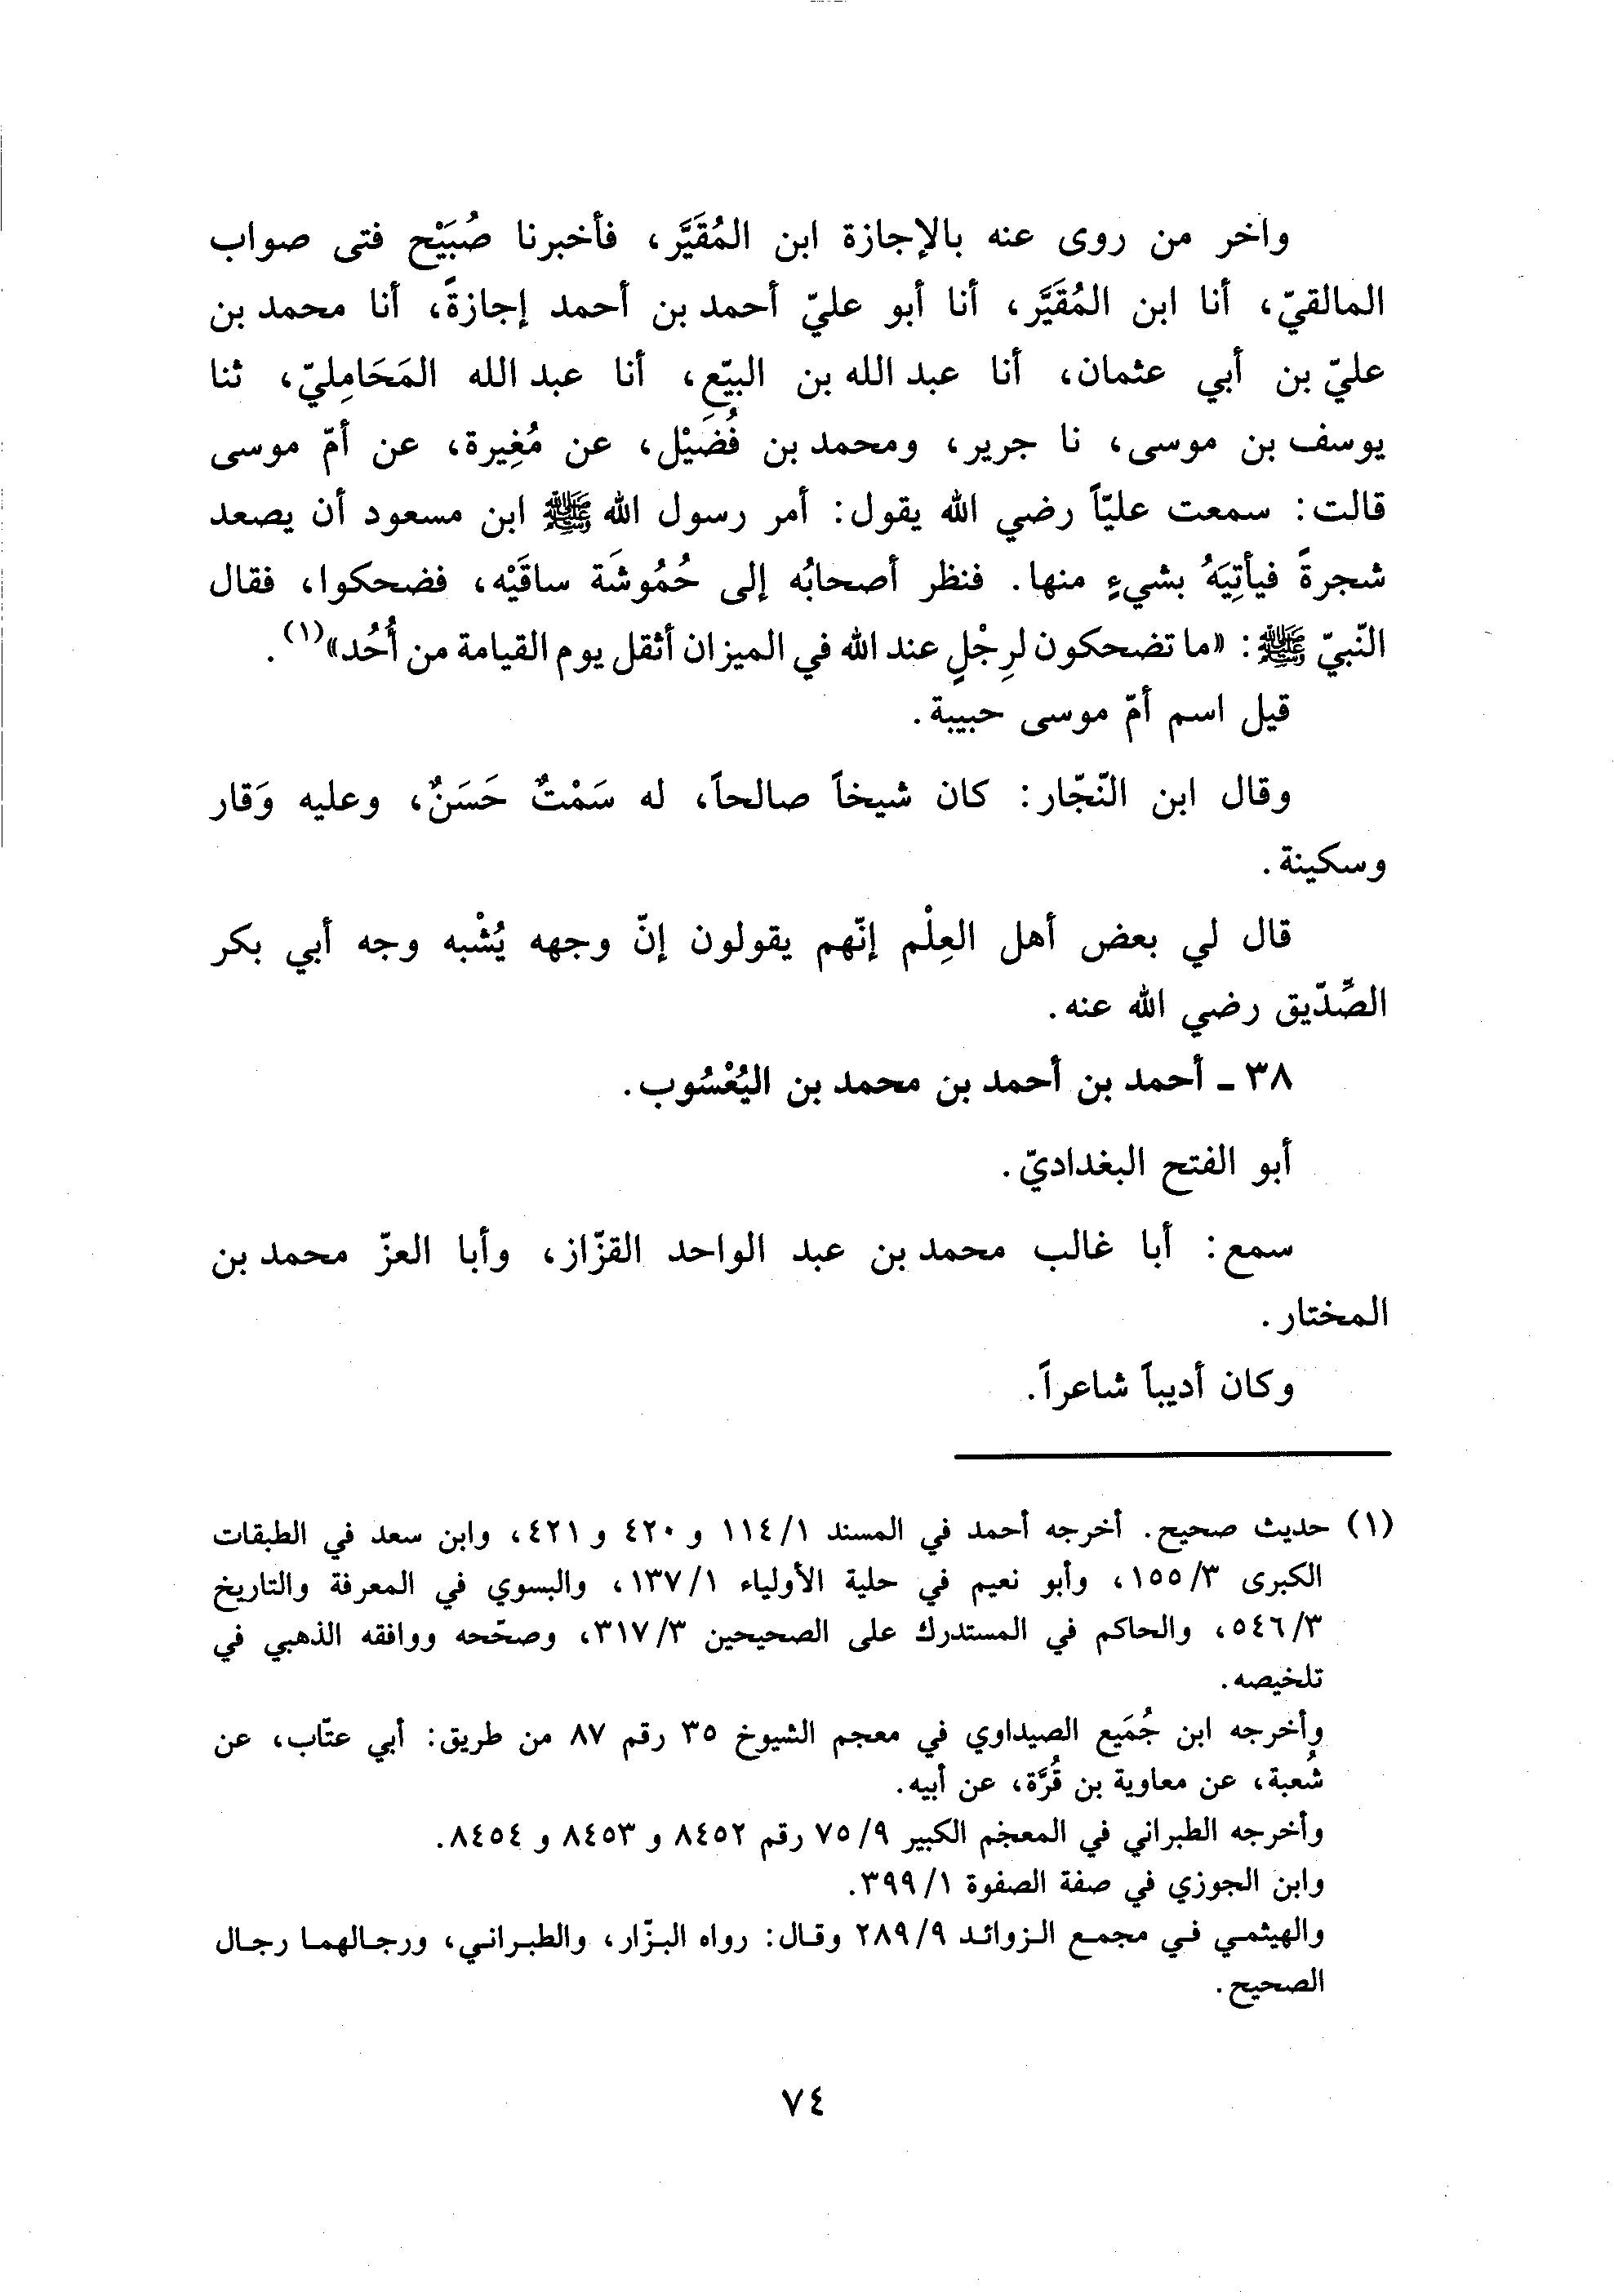 واخر من روى عنه بالإجازة ابن المُقَيَّر، فأخبرنا صُبَيْح فتى صواب
المالقيّ، أنا ابن المُقَيَّر، أنا أبو عليّ أحمد بن أحمد إجازةً، أنا محمد بن
عليّ بن أبي عثمان، أنا عبد الله بن البيّع، أنا عبد الله المَحَامِليّ، ثنا
يوسف بن موسى، نا جرير، ومحمد بن فُضَيْل، عن مُغِيرة، عن أمّ موسى
قالت: سمعت عليّاً رضي الله يقول: أمر رسول الله ﷺ ابن مسعود أن يصعد
شجرةً فيأتِيَهُ بشيءٍ منها. فنظر أصحابُه إلى حُمُوشَة ساقَيْه، فضحكوا، فقال
النّبيّ ﷺ: «ما تضحكون لرِجْلٍ عند الله في الميزان أثقل يوم القيامة من أُحُد»(١).
قيل اسم أمّ موسى حبيبة.
وقال ابن النّجّار: كان شيخاً صالحاً، له سَمْتٌ حَسَنٌ، وعليه وَقار
وسكينة.
قال لي بعض أهل العِلْم إنّهم يقولون إنّ وجهه يُشْبه وجه أبي بكر
الصِّدّيق رضي الله عنه.
٣٨ - أحمد بن أحمد بن محمد بن اليُعْسُوب.
أبو الفتح البغداديّ.
سمع: أبا غالب محمد بن عبد الواحد القزّاز، وأبا العزّ محمد بن
المختار.
وكان أديباً شاعراً.
(١) حديث صحيح. أخرجه أحمد في المسند ١/ ١١٤ و ٤٢٠ و ٤٢١، وابن سعد في الطبقات
الكبرى ٣/ ١٥٥، وأبو نعيم في حلية الأولياء ١/ ١٣٧، والبسوي في المعرفة والتاريخ
٣/ ٥٤٦، والحاكم في المستدرك على الصحيحين ٣/ ٣١٧، وصحّحه ووافقه الذهبي في
تلخيصه.
وأخرجه ابن جُمَيع الصيداوي في معجم الشيوخ ٣٥ رقم ٨٧ من طريق: أبي عتّاب، عن
شُعبة، عن معاوية بن قُرَّة، عن أبيه.
وأخرجه الطبراني في المعجم الكبير ٩/ ٧٥ رقم ٨٤٥٢ و ٨٤٥٣ و ٨٤٥٤.
وابن الجوزي في صفة الصفوة ١/ ٣٩٩.
والهيثمي في مجمع الزوائد ٩/ ٢٨٩ وقال: رواه البزّار، والطبراني، ورجالهما رجال
الصحيح.
٧٤